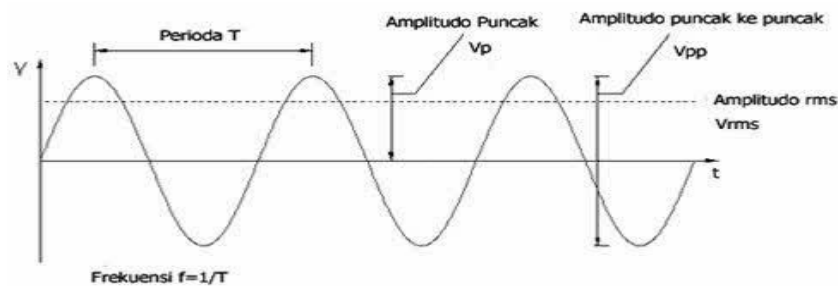 Perioda T
Amplitudo Puncak
Vp
Amplitudo puncak ke puncak
Vpp
V
Amplitudo rms
Vrms
t
Frekuensi f=1/T